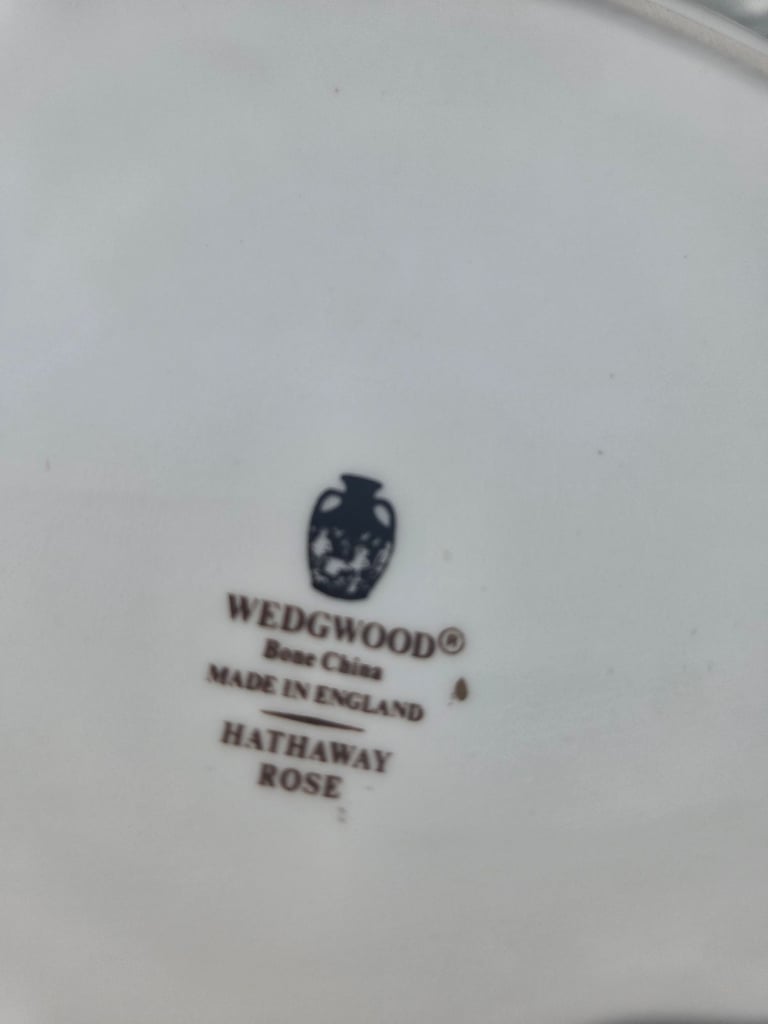 WEDGWOOD®
Bone China
MADE IN ENGLAND
HATHAWAY
ROSE